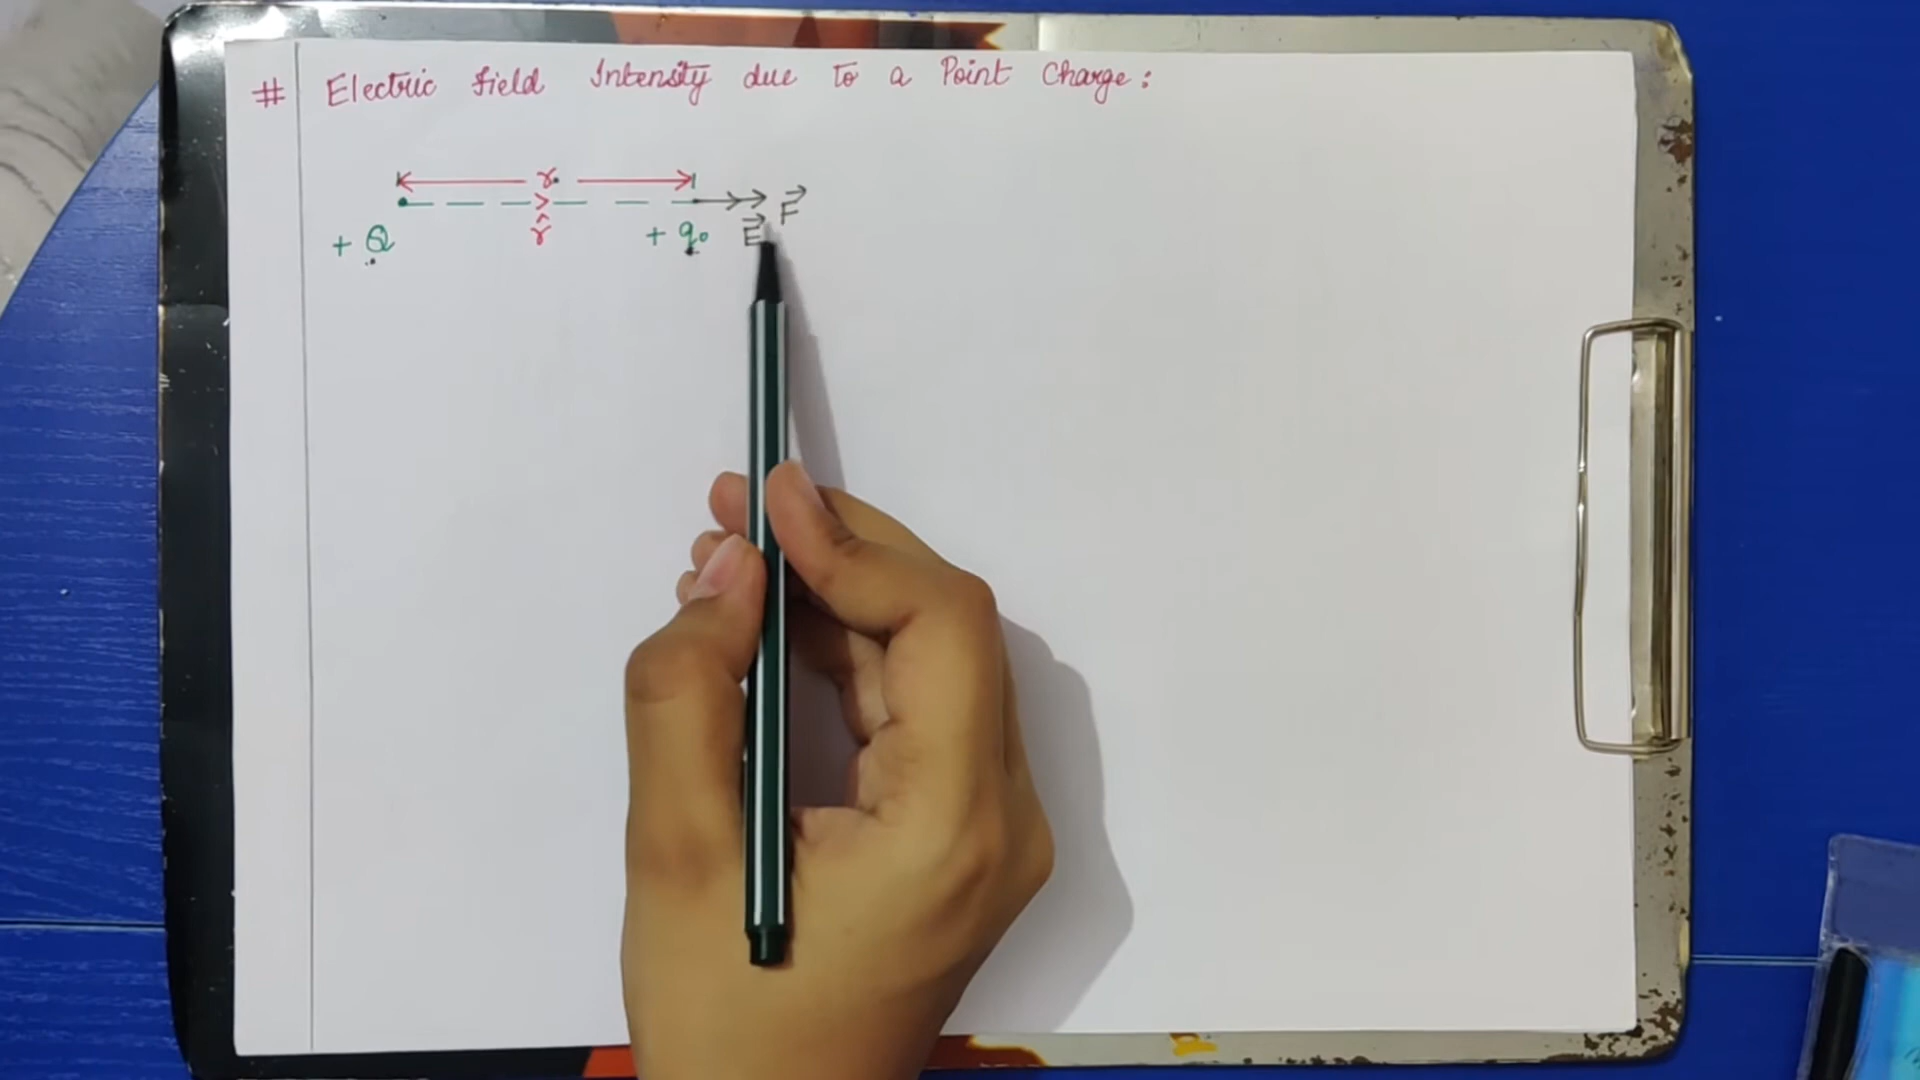 # Electric field Intensity due to a Point Charge:
r
+ Q r̂ + q₀ E⃗ F⃗